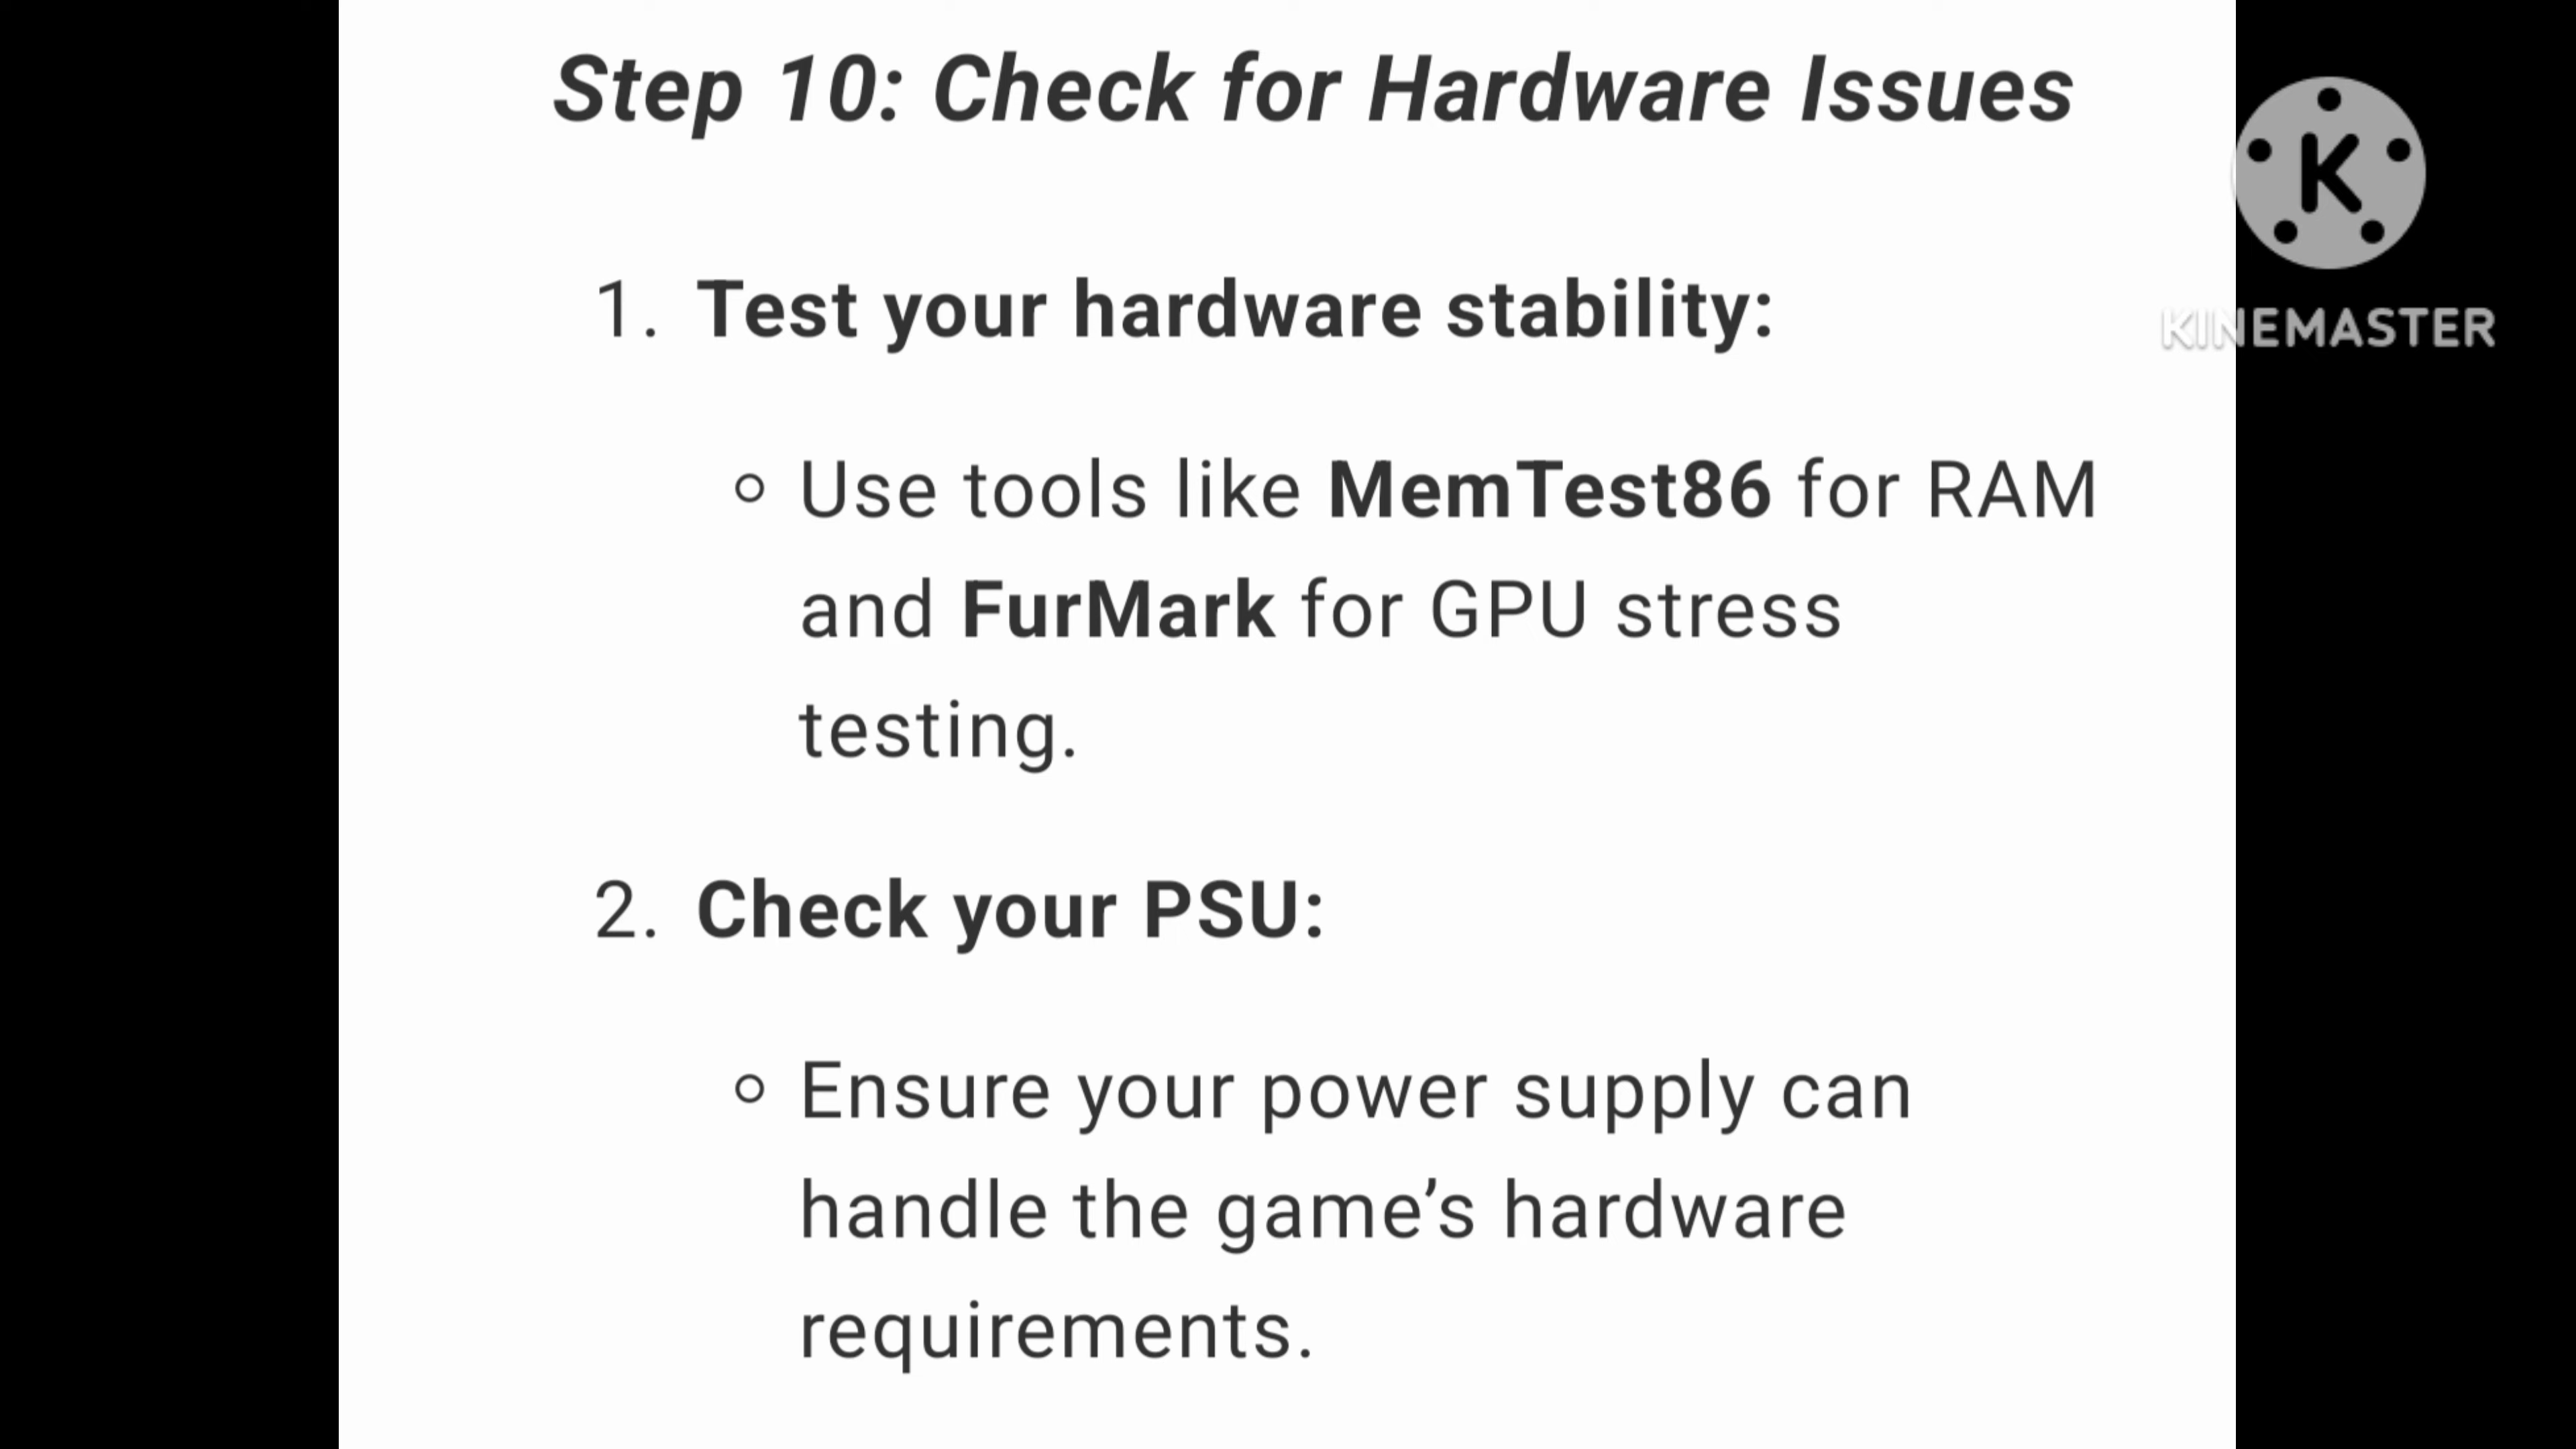 Step 10: Check for Hardware Issues
K
KINEMASTER
1. Test your hardware stability:
○ Use tools like MemTest86 for RAM
and FurMark for GPU stress
testing.
2. Check your PSU:
○ Ensure your power supply can
handle the game’s hardware
requirements.